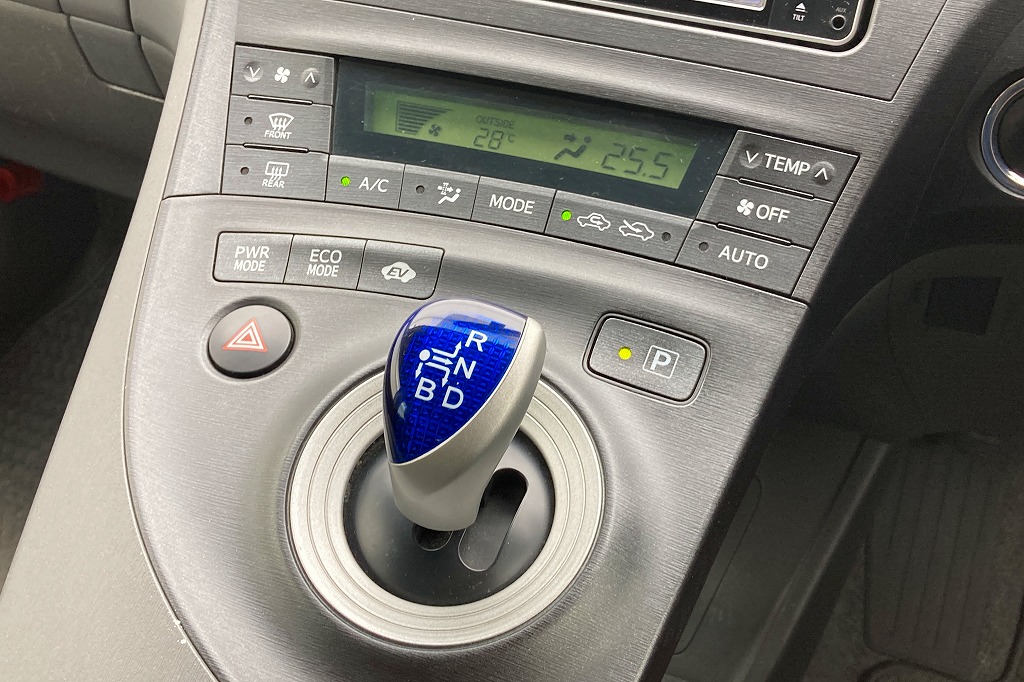 TILT
AUX
OUTSIDE
28°C
25.5
FRONT
REAR
A/C
MODE
TEMP
OFF
AUTO
PWR
MODE
ECO
MODE
EV
R
N
B D
P